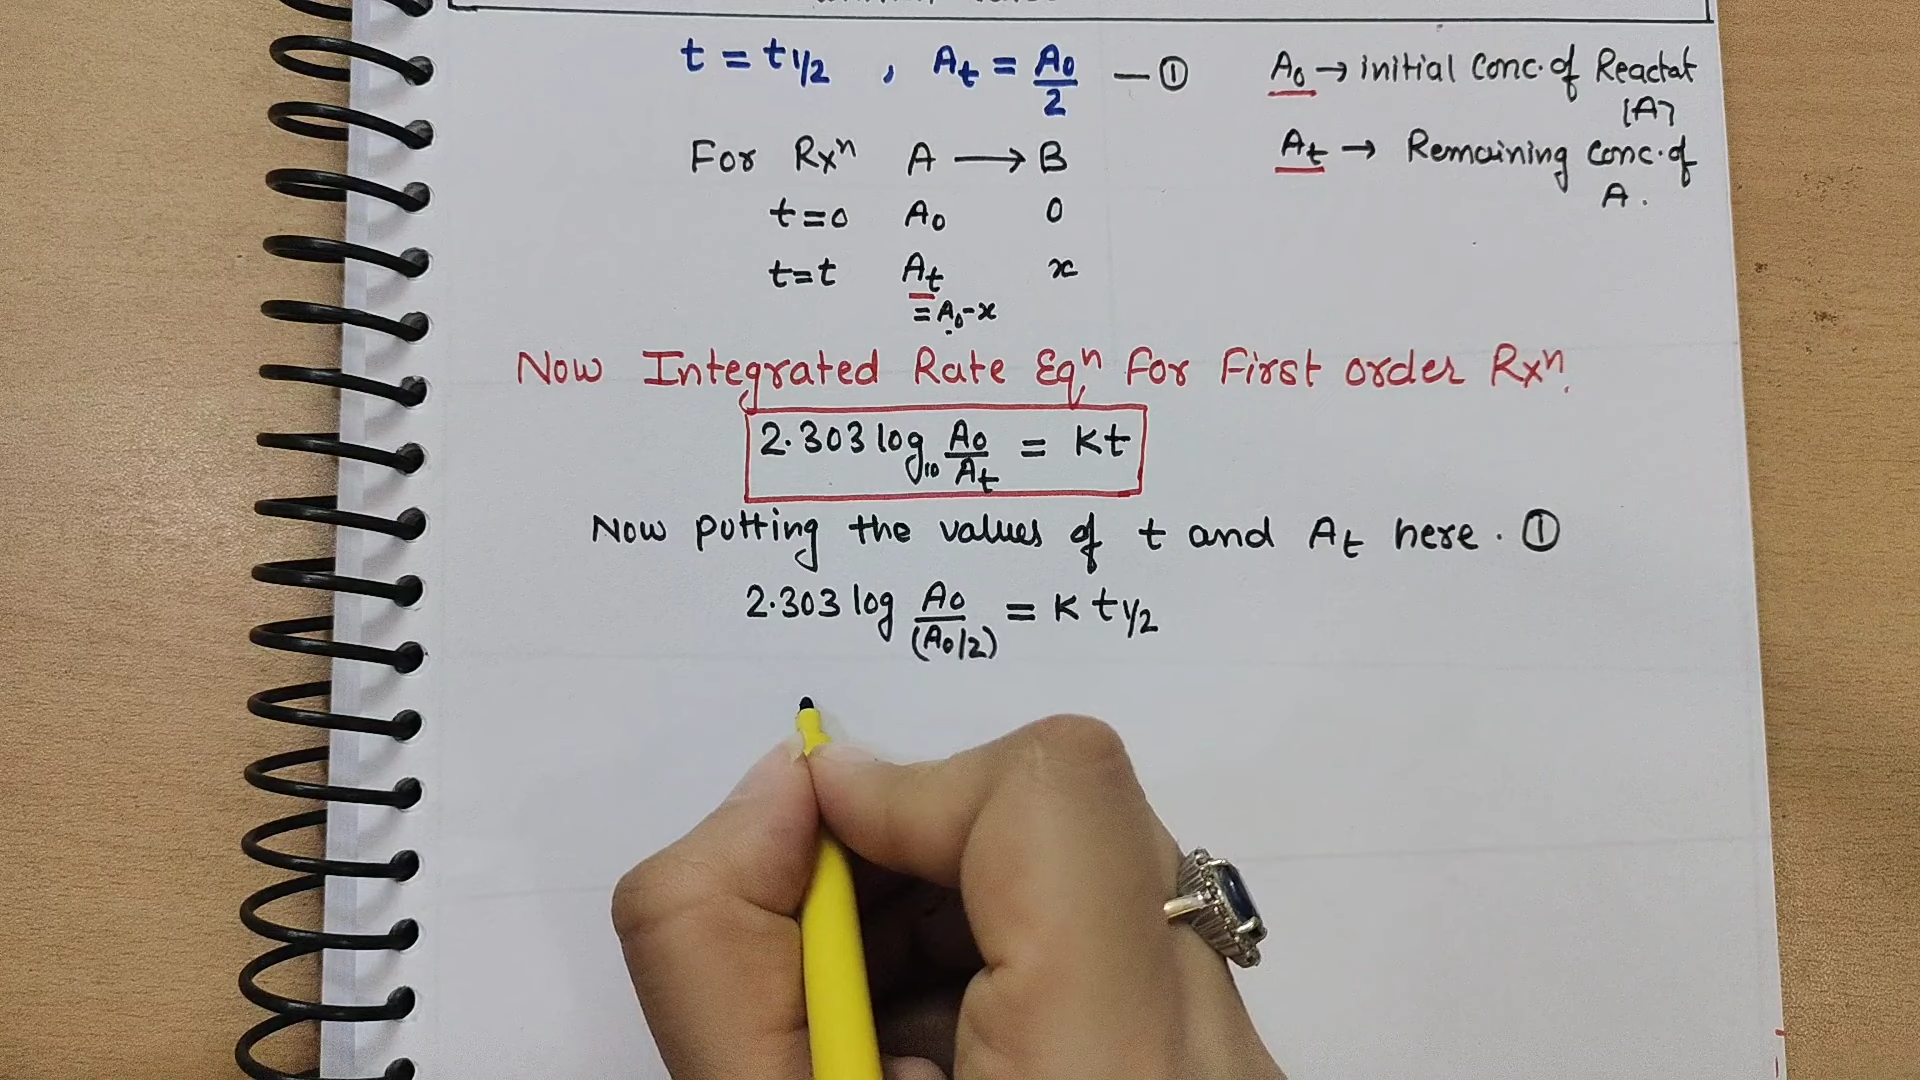 t = t1/2 , At = A0/2 — ①
A0 → initial Conc. of Reactat [A]
For Rxⁿ A → B
At → Remaining conc. of A.
t=0 A0 0
t=t At x
= A0-x
Now Integrated Rate Eqⁿ For First order Rxⁿ.
2.303 log10 A0/At = Kt
Now putting the values of t and At here. ①
2.303 log A0/(A0/2) = K t1/2